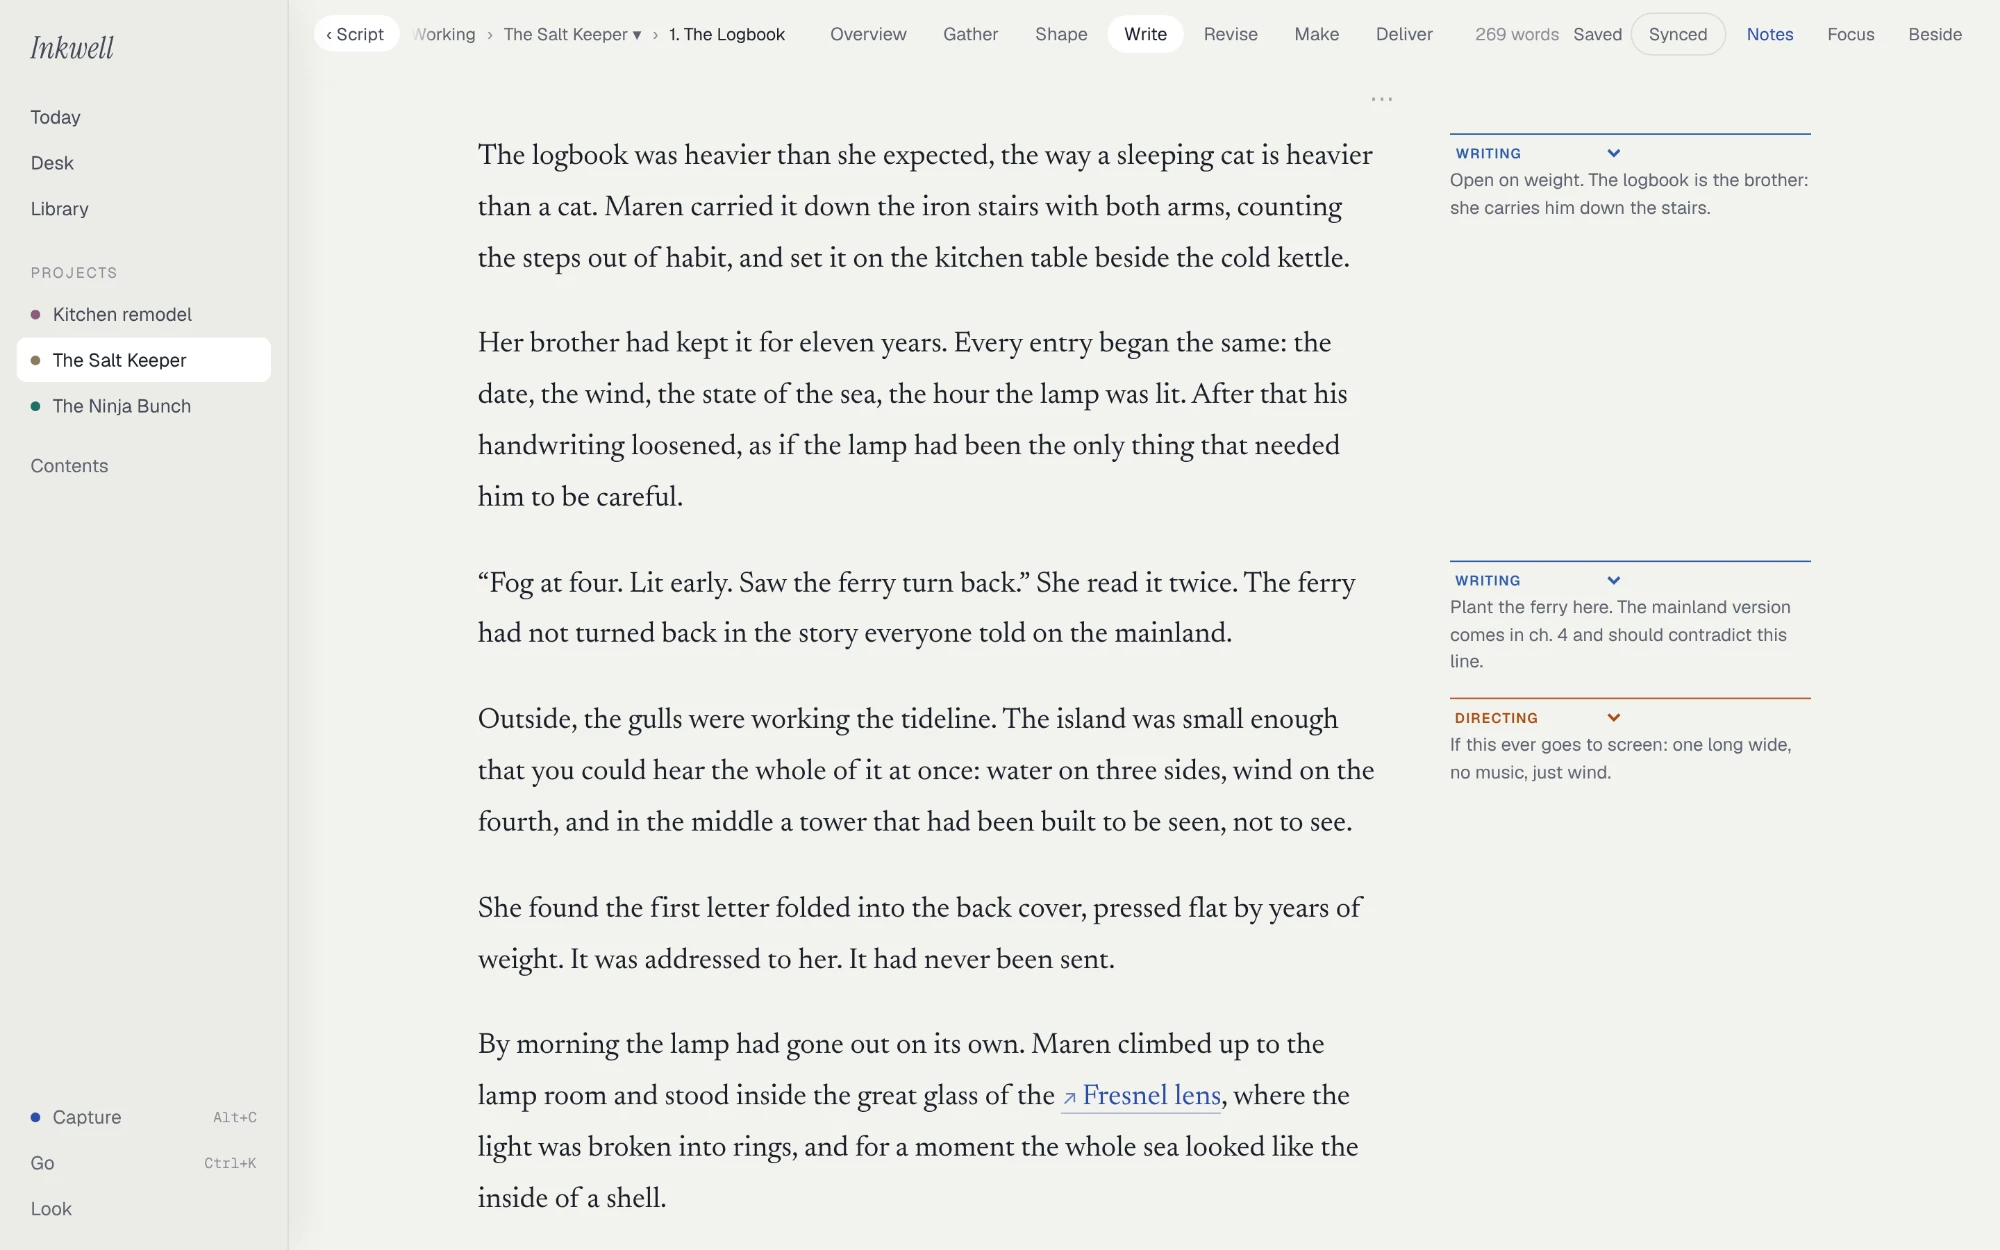 Inkwell
Today
Desk
Library
PROJECTS
Kitchen remodel
The Salt Keeper
The Ninja Bunch
Contents
Capture Alt+C
Go Ctrl+K
Look
‹ Script Working › The Salt Keeper ▾ › 1. The Logbook Overview Gather Shape Write Revise Make Deliver 269 words Saved Synced Notes Focus Beside
...
The logbook was heavier than she expected, the way a sleeping cat is heavier
than a cat. Maren carried it down the iron stairs with both arms, counting
the steps out of habit, and set it on the kitchen table beside the cold kettle.
Her brother had kept it for eleven years. Every entry began the same: the
date, the wind, the state of the sea, the hour the lamp was lit. After that his
handwriting loosened, as if the lamp had been the only thing that needed
him to be careful.
“Fog at four. Lit early. Saw the ferry turn back.” She read it twice. The ferry
had not turned back in the story everyone told on the mainland.
Outside, the gulls were working the tideline. The island was small enough
that you could hear the whole of it at once: water on three sides, wind on the
fourth, and in the middle a tower that had been built to be seen, not to see.
She found the first letter folded into the back cover, pressed flat by years of
weight. It was addressed to her. It had never been sent.
By morning the lamp had gone out on its own. Maren climbed up to the
lamp room and stood inside the great glass of the ↗ Fresnel lens, where the
light was broken into rings, and for a moment the whole sea looked like the
inside of a shell.
WRITING
Open on weight. The logbook is the brother:
she carries him down the stairs.
WRITING
Plant the ferry here. The mainland version
comes in ch. 4 and should contradict this
line.
DIRECTING
If this ever goes to screen: one long wide,
no music, just wind.